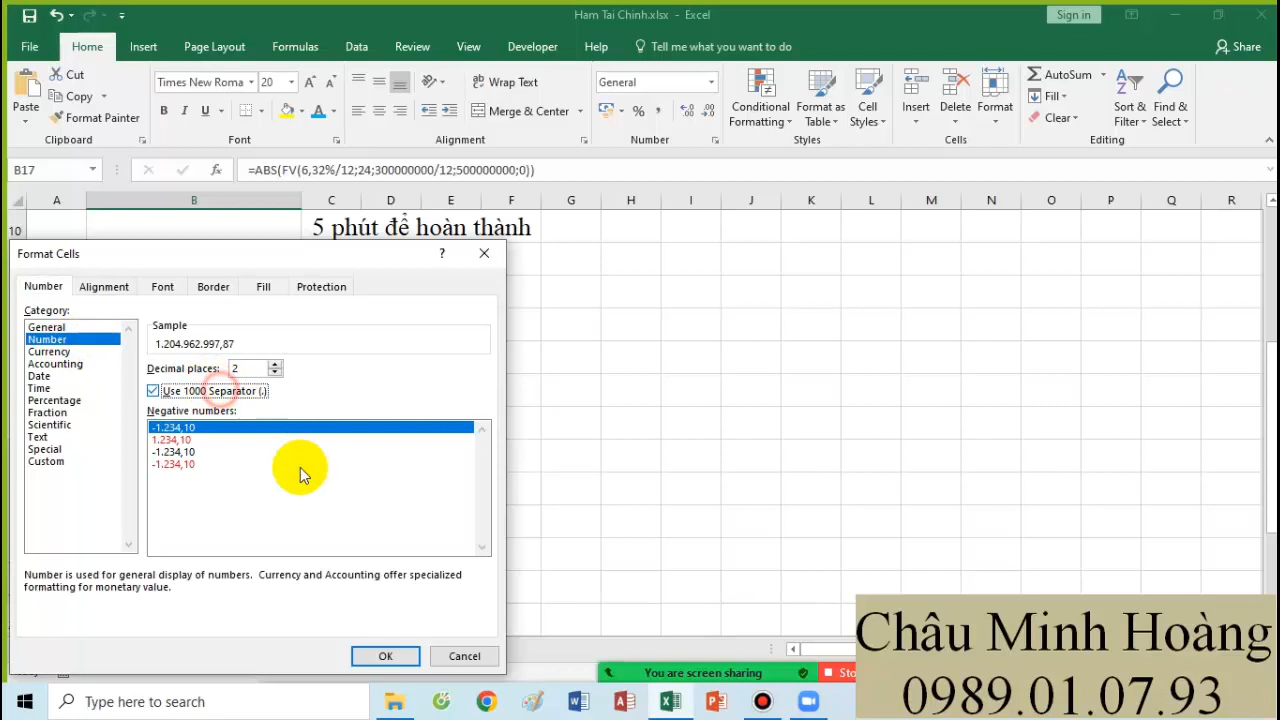 Ham Tai Chinh.xlsx - Excel
Sign in
File Home Insert Page Layout Formulas Data Review View Developer Help Tell me what you want to do Share
Paste
Cut
Copy
Format Painter
Clipboard
Times New Roma 20
B I U
Font
Wrap Text
Merge & Center
Alignment
General
%
Number
Conditional Formatting
Format as Table
Cell Styles
Styles
Insert
Delete
Format
Cells
AutoSum
Fill
Clear
Sort & Filter
Find & Select
Editing
B17 fx =ABS(FV(6,32%/12;24;300000000/12;500000000;0))
A B C D E F G H I J K L M N O P Q R
10 5 phút để hoàn thành
Format Cells ?
Number Alignment Font Border Fill Protection
Category:
General
Number
Currency
Accounting
Date
Time
Percentage
Fraction
Scientific
Text
Special
Custom
Sample
1.204.962.997,87
Decimal places: 2
Use 1000 Separator (.)
Negative numbers:
-1.234,10
1.234,10
-1.234,10
-1.234,10
Number is used for general display of numbers. Currency and Accounting offer specialized
formatting for monetary value.
OK Cancel
You are screen sharing
Châu Minh Hoàng
0989.01.07.93
Type here to search